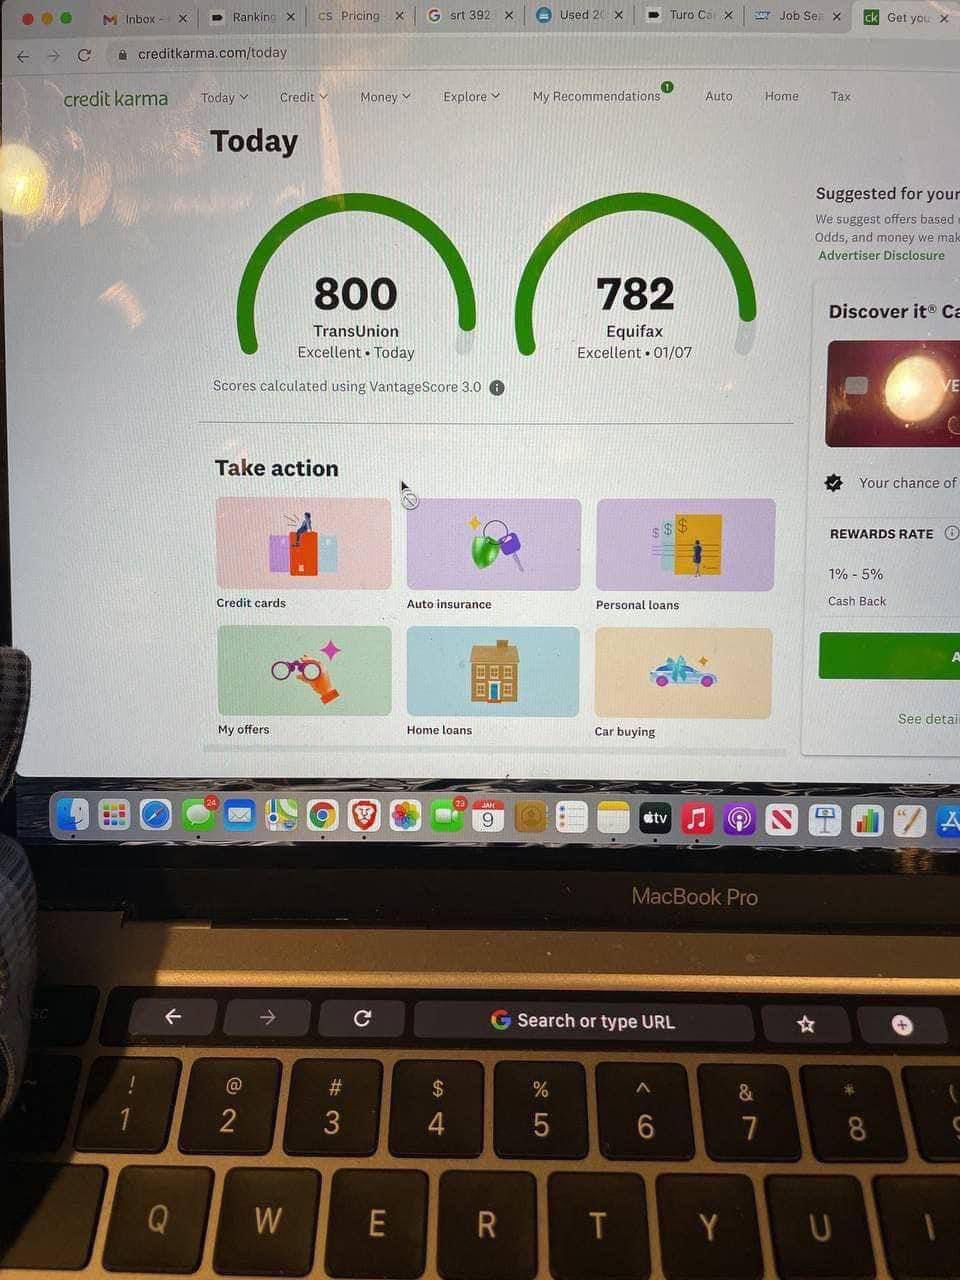 Inbox -
Ranking
CS Pricing
srt 392
Used 20
Turo Ca
SAP Job Sea
ck Get you
creditkarma.com/today
credit karma
Today
Credit
Money
Explore
My Recommendations
1
Auto
Home
Tax
Today
800
TransUnion
Excellent • Today
782
Equifax
Excellent • 01/07
Scores calculated using VantageScore 3.0
Suggested for your
We suggest offers based
Odds, and money we mak
Advertiser Disclosure
Discover it® Ca
VE
Your chance of
REWARDS RATE
1% - 5%
Cash Back
A
See detai
Take action
Credit cards
Auto insurance
Personal loans
My offers
Home loans
Car buying
24
23
JAN
9
tv
MacBook Pro
Search or type URL
! @ # $ % ^ & * (
1 2 3 4 5 6 7 8 9
Q W E R T Y U I